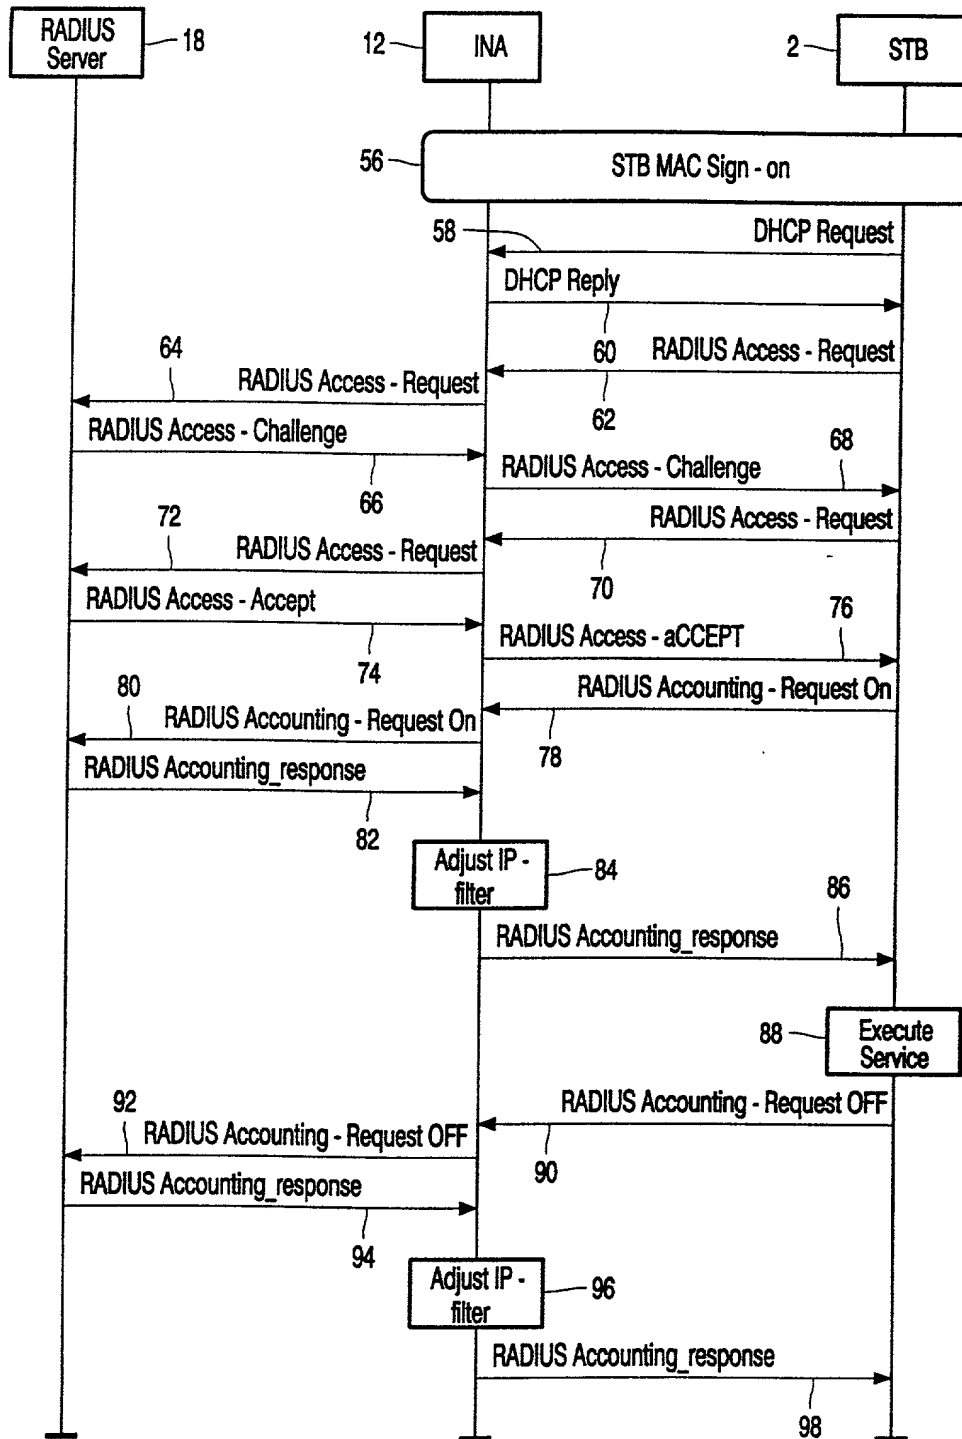 RADIUS
Server
18
12
INA
2
STB
56
STB MAC Sign - on
58
DHCP Request
DHCP Reply
60
64
RADIUS Access - Request
RADIUS Access - Request
62
RADIUS Access - Challenge
66
RADIUS Access - Challenge
68
72
RADIUS Access - Request
RADIUS Access - Request
70
RADIUS Access - Accept
74
RADIUS Access - aCCEPT
76
80
RADIUS Accounting - Request On
RADIUS Accounting - Request On
78
RADIUS Accounting_response
82
Adjust IP -
filter
84
86
RADIUS Accounting_response
88
Execute
Service
92
RADIUS Accounting - Request OFF
RADIUS Accounting - Request OFF
90
RADIUS Accounting_response
94
Adjust IP -
filter
96
RADIUS Accounting_response
98